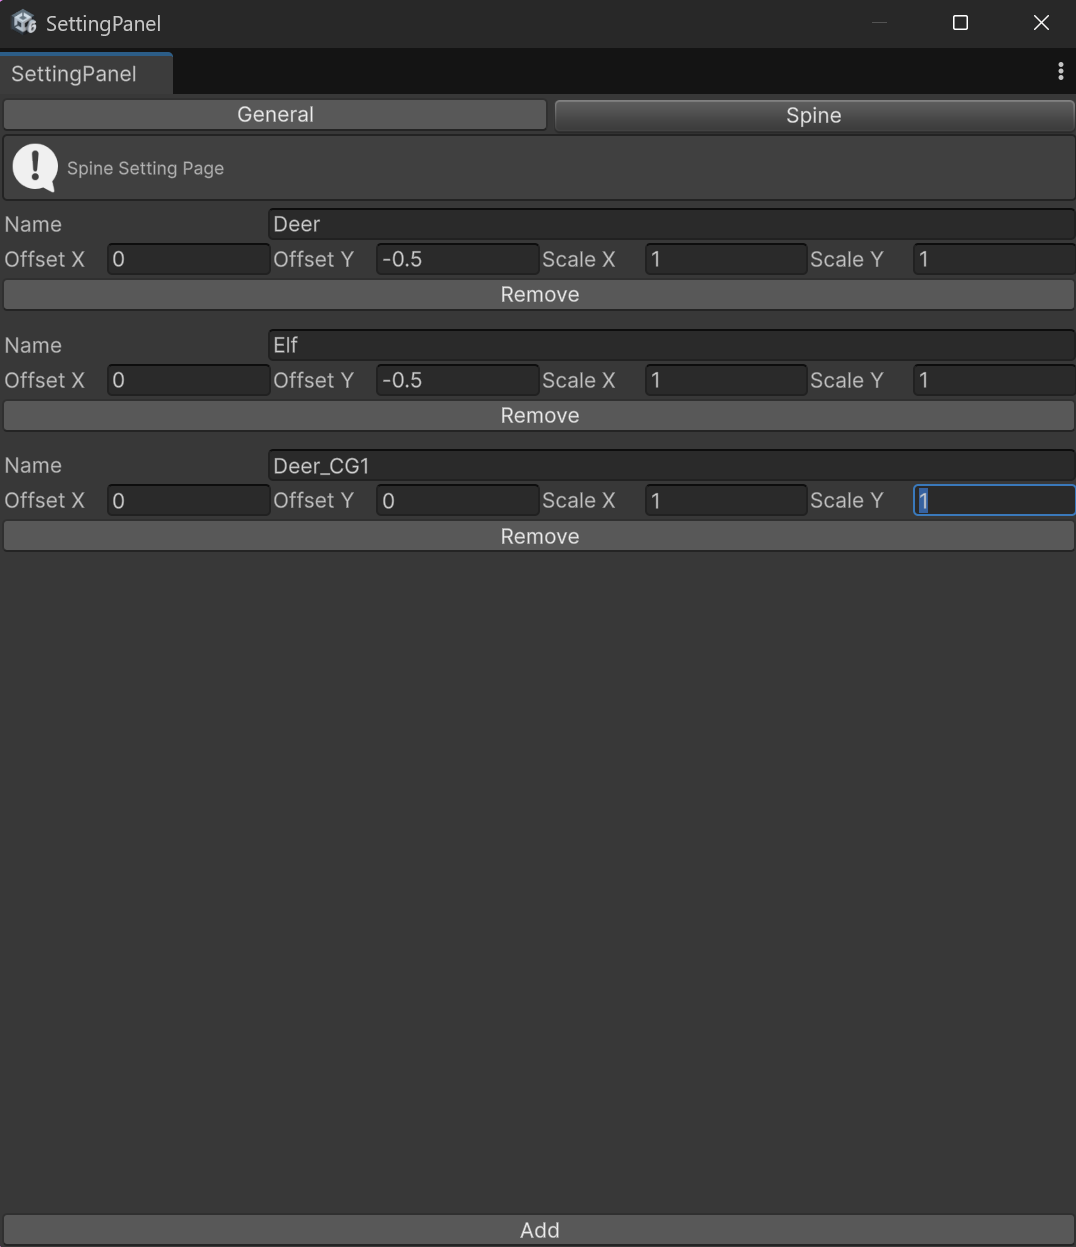 SettingPanel
SettingPanel
General Spine
Spine Setting Page
Name Deer
Offset X 0 Offset Y -0.5 Scale X 1 Scale Y 1
Remove
Name Elf
Offset X 0 Offset Y -0.5 Scale X 1 Scale Y 1
Remove
Name Deer_CG1
Offset X 0 Offset Y 0 Scale X 1 Scale Y 1
Remove
Add